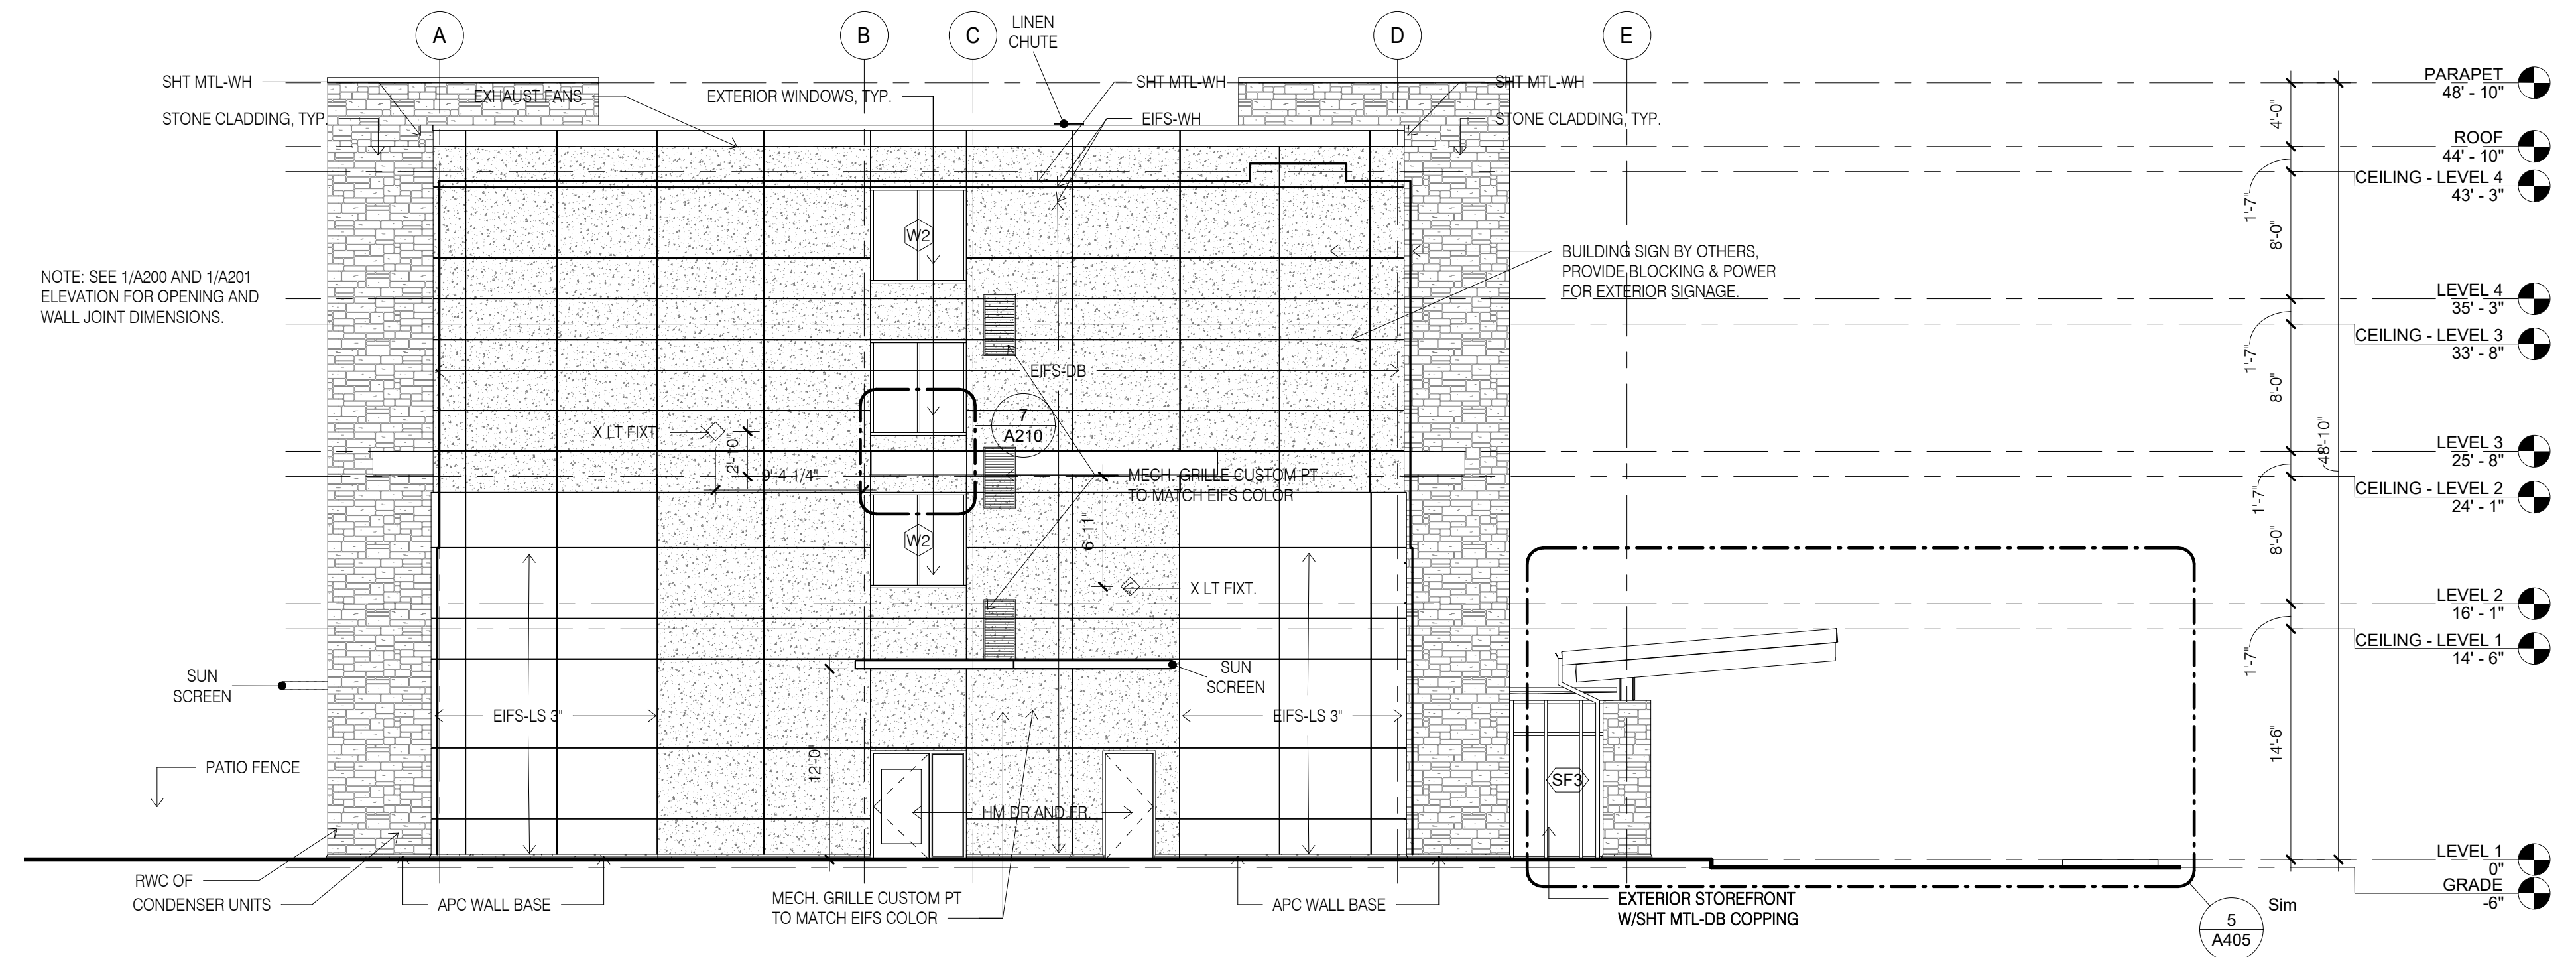 A
B
C
D
E
LINEN
CHUTE
SHT MTL-WH
STONE CLADDING, TYP.
EXHAUST FANS
EXTERIOR WINDOWS, TYP.
SHT MTL-WH
EIFS-WH
SHT MTL-WH
STONE CLADDING, TYP.
PARAPET
48' - 10"
4'-0"
ROOF
44' - 10"
CEILING - LEVEL 4
43' - 3"
1'-7"
8'-0"
W2
NOTE: SEE 1/A200 AND 1/A201
ELEVATION FOR OPENING AND
WALL JOINT DIMENSIONS.
BUILDING SIGN BY OTHERS,
PROVIDE BLOCKING & POWER
FOR EXTERIOR SIGNAGE.
LEVEL 4
35' - 3"
CEILING - LEVEL 3
33' - 8"
1'-7"
8'-0"
EIFS-DB
7
A210
X LT FIXT.
2'-10"
9'-4 1/4"
48'-10"
LEVEL 3
25' - 8"
CEILING - LEVEL 2
24' - 1"
1'-7"
8'-0"
MECH. GRILLE CUSTOM PT
TO MATCH EIFS COLOR
6'-11"
W2
X LT FIXT.
LEVEL 2
16' - 1"
CEILING - LEVEL 1
14' - 6"
1'-7"
14'-6"
SUN
SCREEN
SUN
SCREEN
EIFS-LS 3"
EIFS-LS 3"
12'-0"
PATIO FENCE
SF3
HM DR AND FR.
LEVEL 1
0"
GRADE
-6"
RWC OF
CONDENSER UNITS
APC WALL BASE
MECH. GRILLE CUSTOM PT
TO MATCH EIFS COLOR
APC WALL BASE
EXTERIOR STOREFRONT
W/SHT MTL-DB COPPING
Sim
5
A405